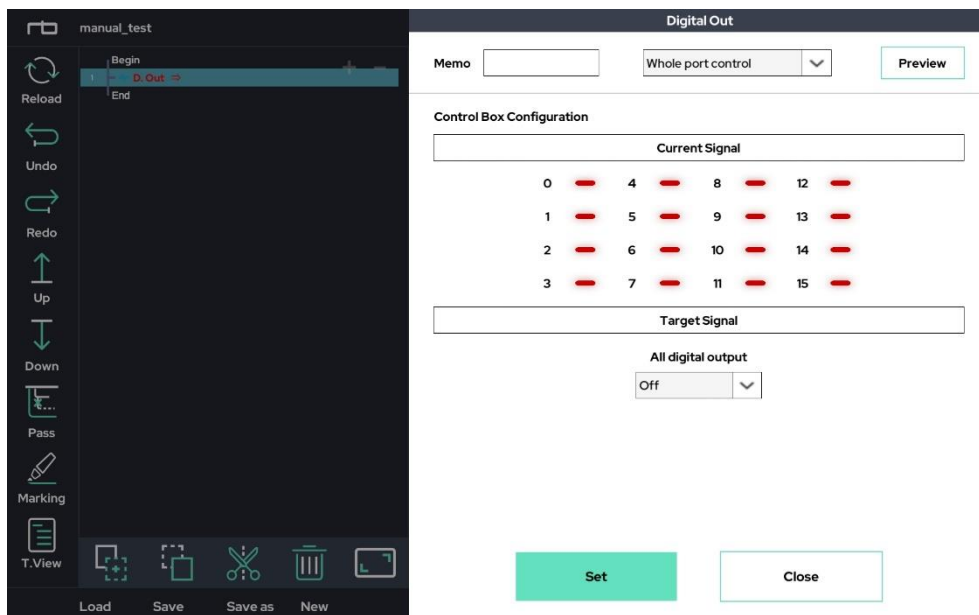 manual_test
Reload
Undo
Redo
Up
Down
Pass
Marking
T.View
Begin
1 D. Out ⇒
End
Load Save Save as New
Digital Out
Memo Whole port control Preview
Control Box Configuration
Current Signal
0 4 8 12
1 5 9 13
2 6 10 14
3 7 11 15
Target Signal
All digital output
Off
Set Close